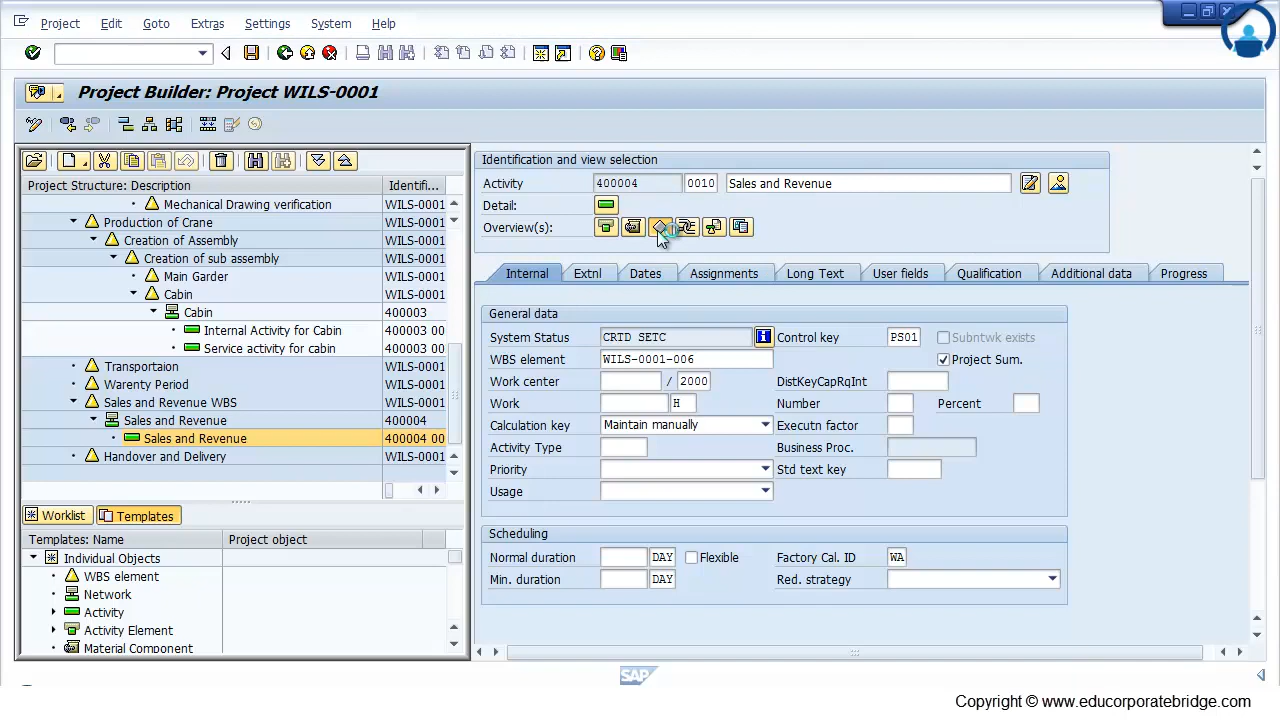 Project Edit Goto Extras Settings System Help
Project Builder: Project WILS-0001
Project Structure: Description Identifi...
Mechanical Drawing verification WILS-0001
Production of Crane WILS-0001
Creation of Assembly WILS-0001
Creation of sub assembly WILS-0001
Main Garder WILS-0001
Cabin WILS-0001
Cabin 400003
Internal Activity for Cabin 400003 00
Service activity for cabin 400003 00
Transportaion WILS-0001
Warenty Period WILS-0001
Sales and Revenue WBS WILS-0001
Sales and Revenue 400004
Sales and Revenue 400004 00
Handover and Delivery WILS-0001
Worklist Templates
Templates: Name Project object
Individual Objects
WBS element
Network
Activity
Activity Element
Material Component
Identification and view selection
Activity 400004 0010 Sales and Revenue
Detail:
Overview(s):
Internal Extnl Dates Assignments Long Text User fields Qualification Additional data Progress
General data
System Status CRTD SETC Control key PS01 Subntwk exists
WBS element WILS-0001-006 Project Sum.
Work center / 2000 DistKeyCapRqInt
Work H Number Percent
Calculation key Maintain manually Executn factor
Activity Type Business Proc.
Priority Std text key
Usage
Scheduling
Normal duration DAY Flexible Factory Cal. ID WA
Min. duration DAY Red. strategy
SAP
Copyright © www.educorporatebridge.com